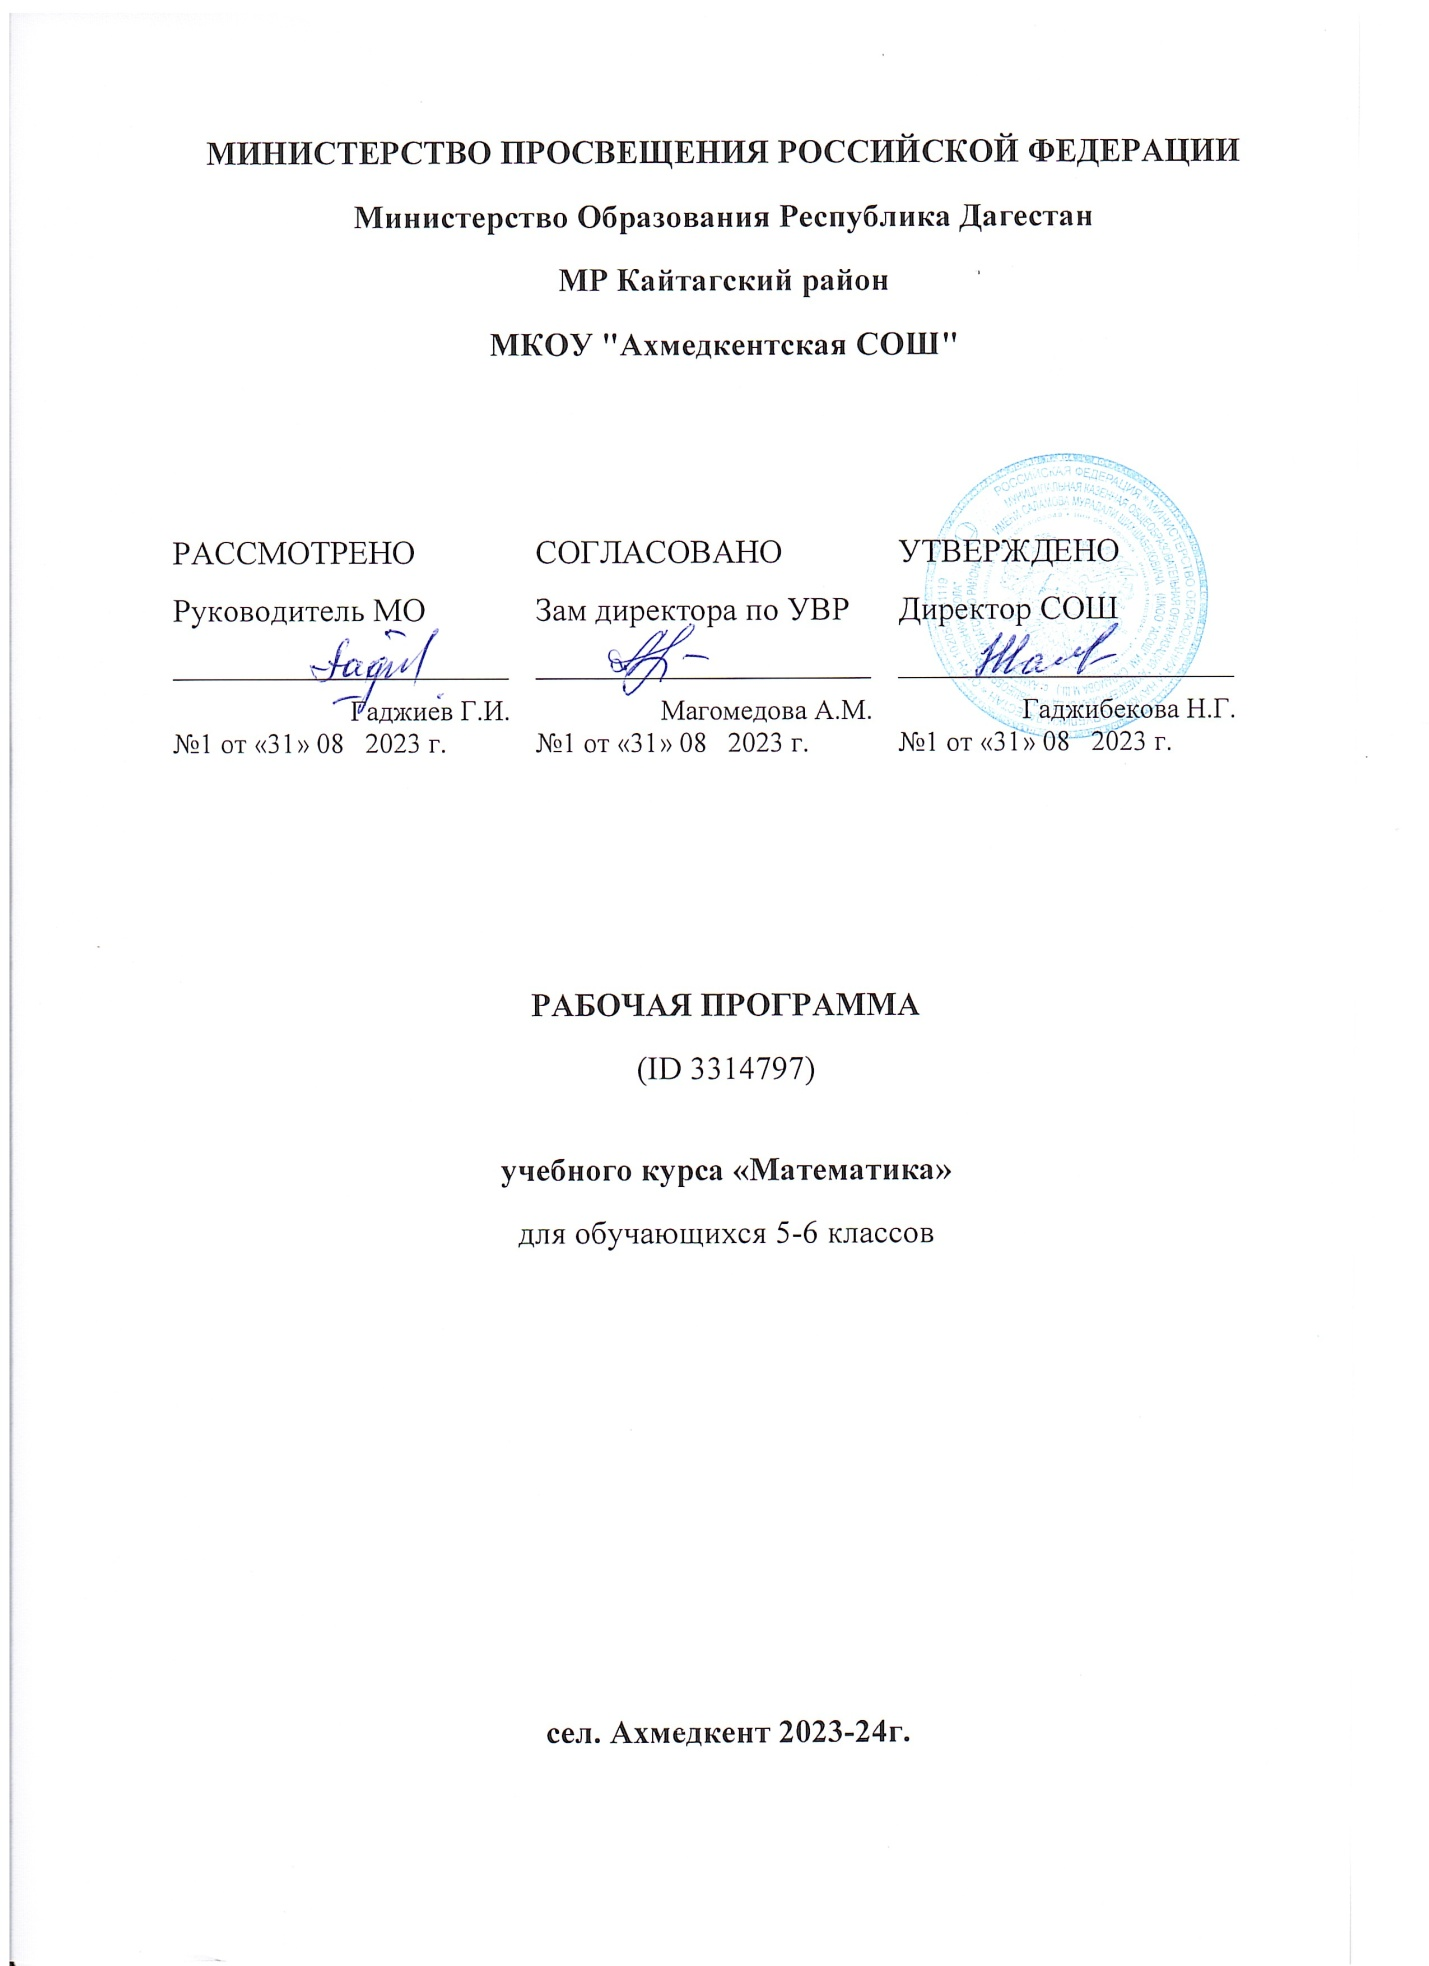 МИНИСТЕРСТВО ПРОСВЕЩЕНИЯ РОССИЙСКОЙ ФЕДЕРАЦИИ
Министерство Образования Республика Дагестан
МР Кайтагский район
МКОУ "Ахмедкентская СОШ"
РАССМОТРЕНО
Руководитель МО
Гаджиев Г.И.
№1 от «31» 08 2023 г.
СОГЛАСОВАНО
Зам директора по УВР
Магомедова А.М.
№1 от «31» 08 2023 г.
УТВЕРЖДЕНО
Директор СОШ
Гаджибекова Н.Г.
№1 от «31» 08 2023 г.
РОССИЙСКАЯ ФЕДЕРАЦИЯ * МИНИСТЕРСТВО
РАБОЧАЯ ПРОГРАММА
(ID 3314797)
учебного курса «Математика»
для обучающихся 5-6 классов
сел. Ахмедкент 2023-24г.